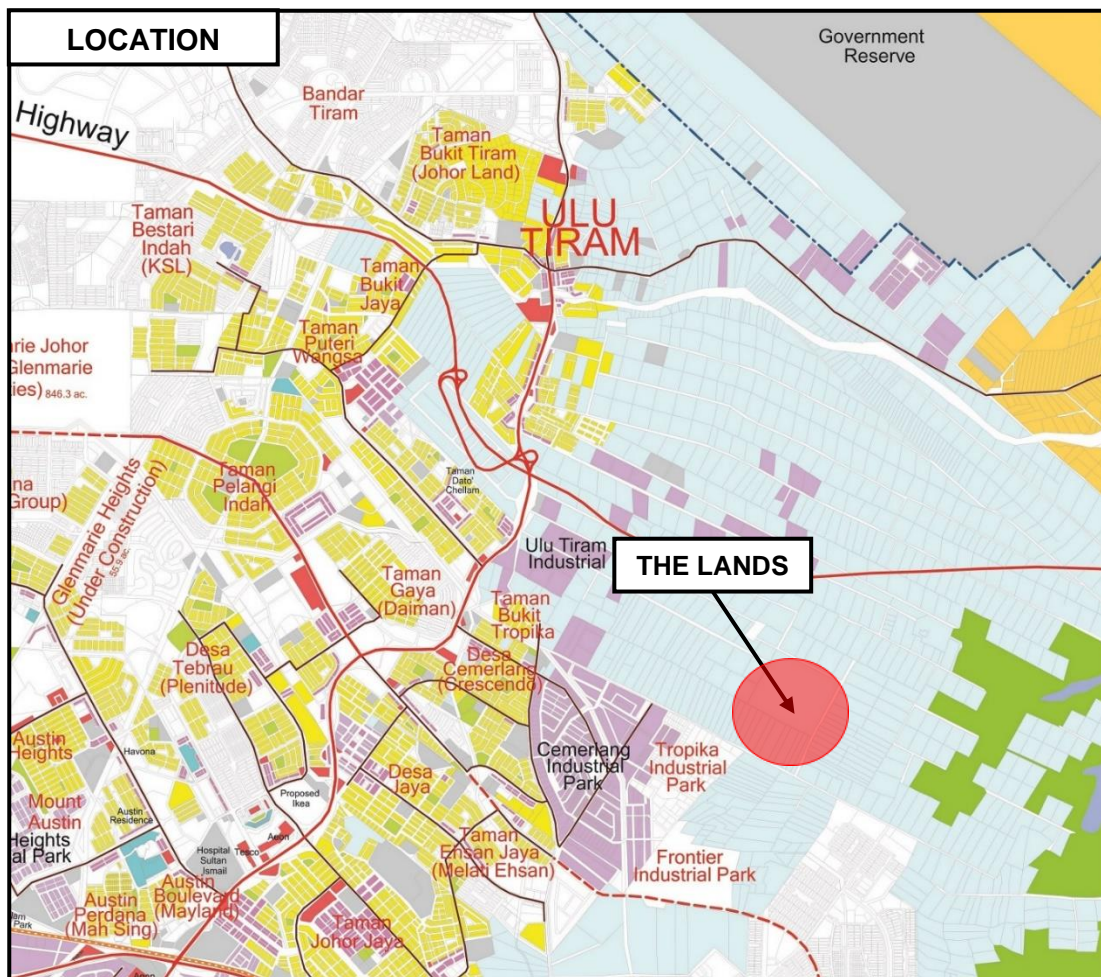 LOCATION
Government
Reserve
Highway
Bandar
Tiram
Taman
Bukit Tiram
(Johor Land)
ULU
TIRAM
Taman
Bestari
Indah
(KSL)
Taman
Bukit
Jaya
Taman
Puteri
Wangsa
rie Johor
Glenmarie
ies) 846.3 ac.
na
Group)
Glenmarie Heights
(Under Construction)
55.9 ac.
Taman
Pelangi
Indah
Taman
Dato'
Chellam
Ulu Tiram
Industrial
THE LANDS
Taman
Gaya
(Daiman)
Taman
Bukit
Tropika
Desa
Cemerlang
(Crescendo)
Desa
Tebrau
(Plenitude)
Austin
Heights
Havona
Mount
Austin
Austin
Residence
Heights
al Park
Proposed
Ikea
Desa
Jaya
Cemerlang
Industrial
Park
Tropika
Industrial
Park
Aeon
Tesco
Hospital
Sultan
Ismail
Taman
Ehsan Jaya
(Melati Ehsan)
Frontier
Industrial Park
Austin
Boulevard
(Mayland)
Austin
Perdana
(Mah Sing)
Park
Taman
Johor Jaya
Aeon